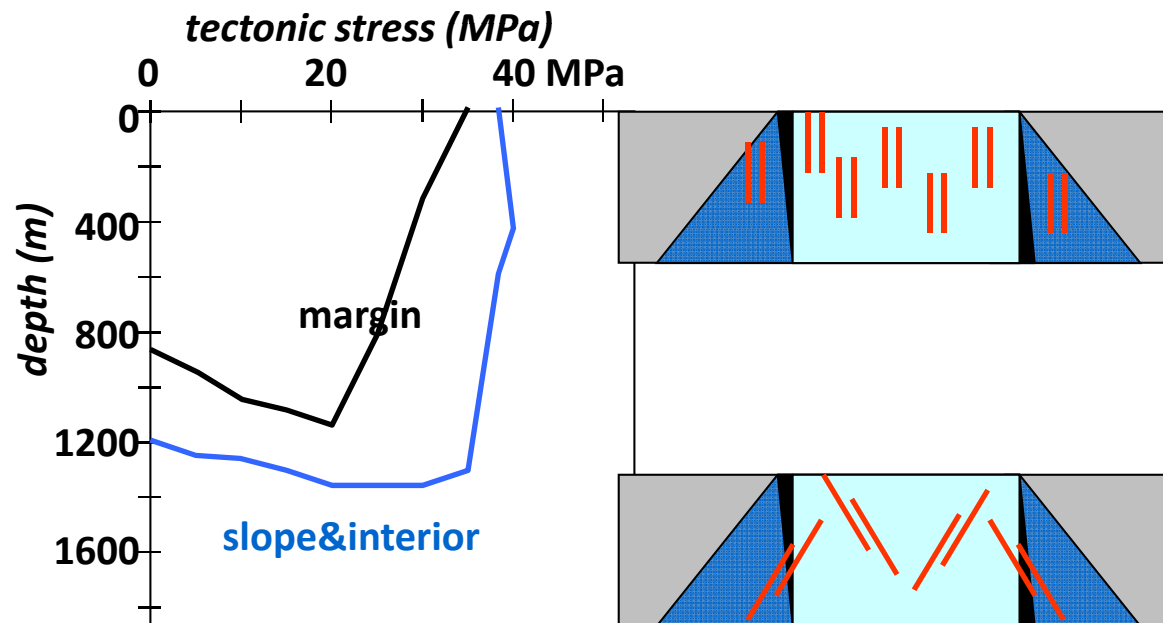 tectonic stress (MPa)
0 20 40 MPa
0
depth (m)
400
margin
800
1200
slope&interior
1600